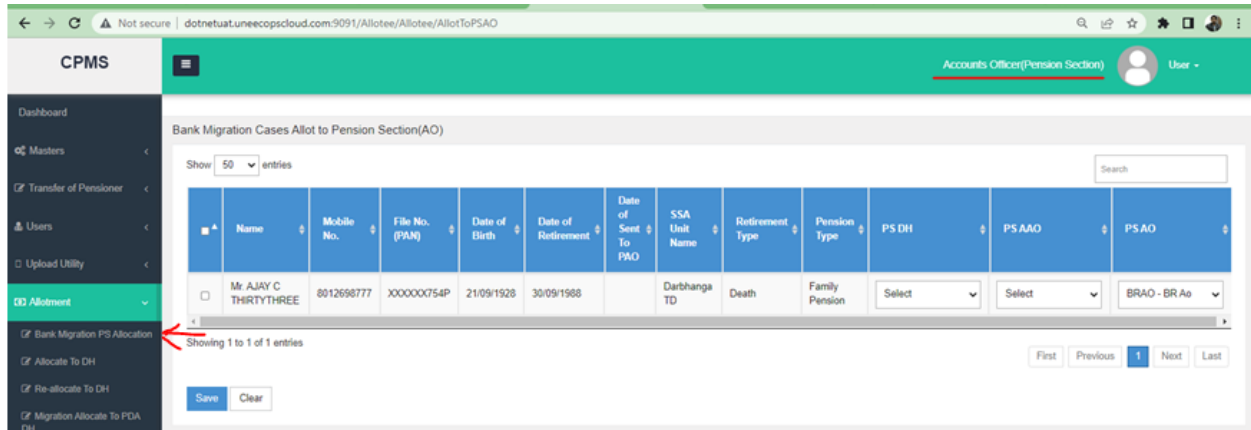 Not secure | dotnetuat.uneecopscloud.com:9091/Allotee/Allotee/AllotToPSAO
CPMS
Accounts Officer(Pension Section)
User
Dashboard
Masters
Transfer of Pensioner
Users
Upload Utility
Allotment
Bank Migration PS Allocation
Allocate To DH
Re-allocate To DH
Migration Allocate To PDA
DH
Bank Migration Cases Allot to Pension Section(AO)
Show 50 entries
Search
Name
Mobile
No.
File No.
(PAN)
Date of
Birth
Date of
Retirement
Date
of
Sent
To
PAO
SSA
Unit
Name
Retirement
Type
Pension
Type
PS DH
PS AAO
PS AO
Mr. AJAY C
THIRTYTHREE
8012698777
XXXXXX754P
21/09/1928
30/09/1988
Darbhanga
TD
Death
Family
Pension
Select
Select
BRAO - BR Ao
Showing 1 to 1 of 1 entries
First Previous 1 Next Last
Save Clear